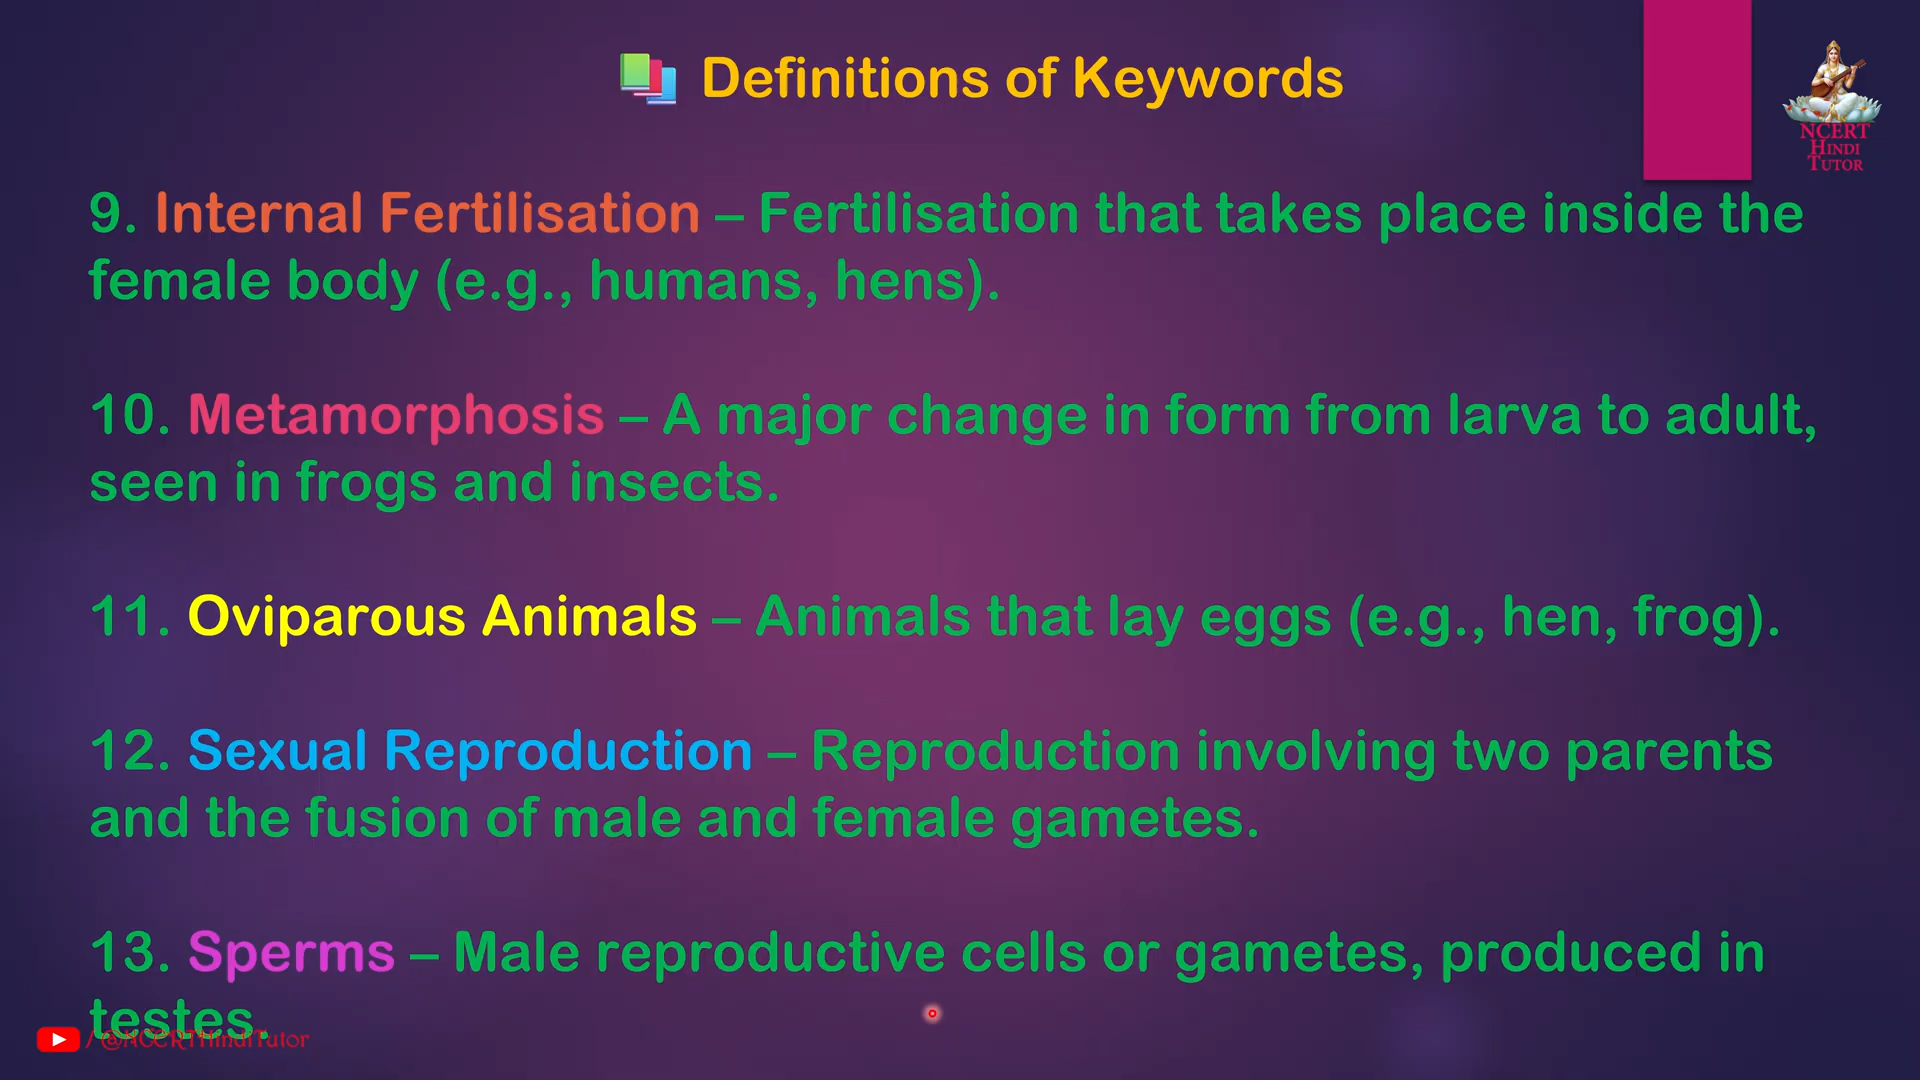 Definitions of Keywords
NCERT
HINDI
TUTOR
9. Internal Fertilisation – Fertilisation that takes place inside the
female body (e.g., humans, hens).
10. Metamorphosis – A major change in form from larva to adult,
seen in frogs and insects.
11. Oviparous Animals – Animals that lay eggs (e.g., hen, frog).
12. Sexual Reproduction – Reproduction involving two parents
and the fusion of male and female gametes.
13. Sperms – Male reproductive cells or gametes, produced in
testes.